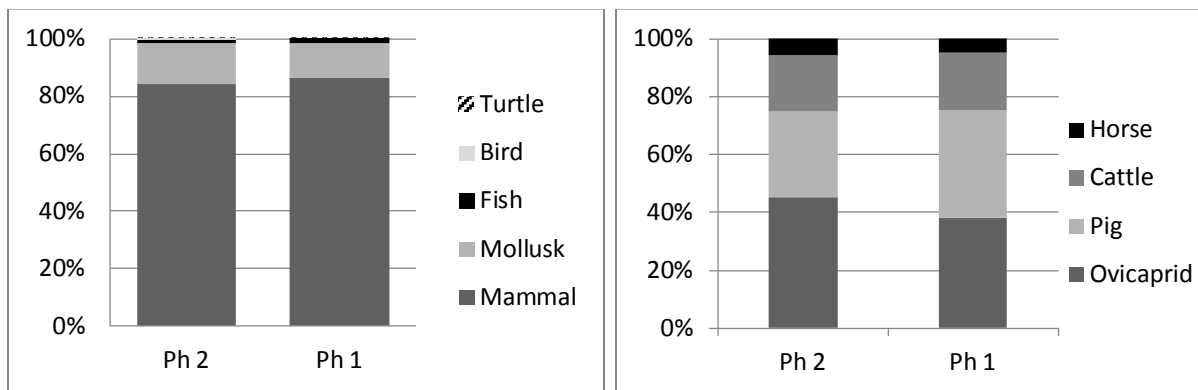 100%
80%
60%
40%
20%
0%
Ph 2
Ph 1
Turtle
Bird
Fish
Mollusk
Mammal
100%
80%
60%
40%
20%
0%
Ph 2
Ph 1
Horse
Cattle
Pig
Ovicaprid